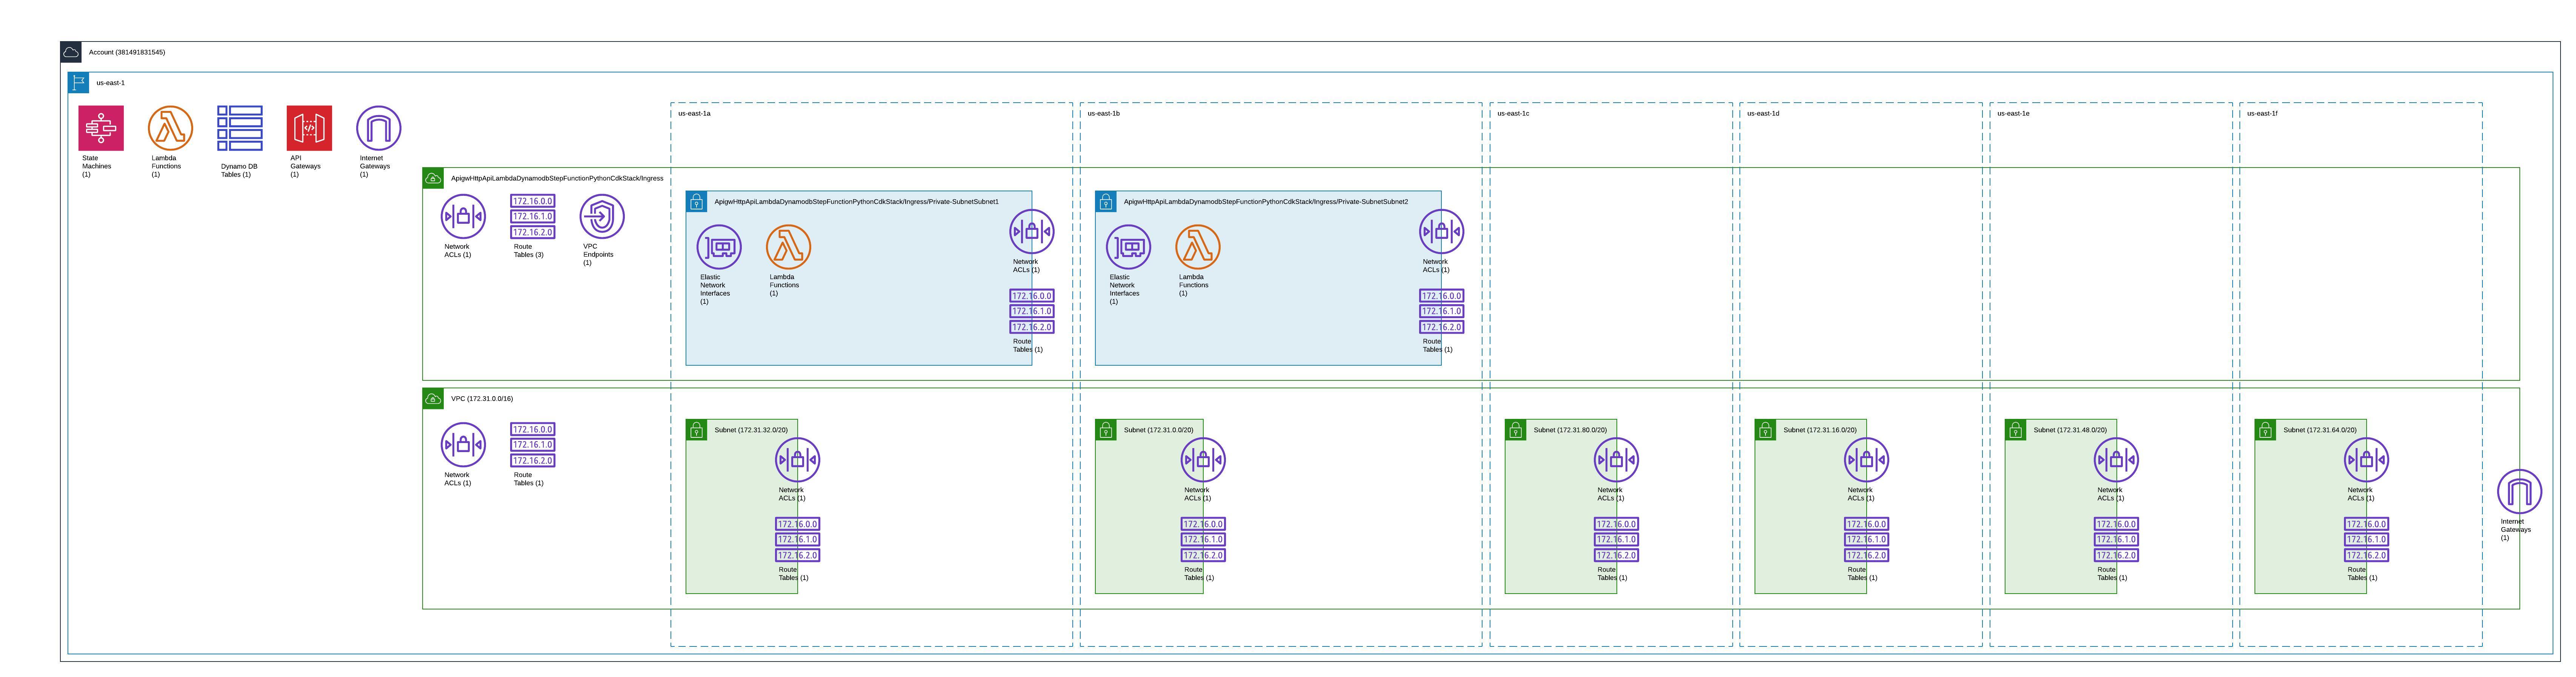 Account (381491831545)
us-east-1
State
Machines
(1)
Lambda
Functions
(1)
Dynamo DB
Tables (1)
API
Gateways
(1)
Internet
Gateways
(1)
us-east-1a
us-east-1b
us-east-1c
us-east-1d
us-east-1e
us-east-1f
ApigwHttpApiLambdaDynamodbStepFunctionPythonCdkStack/Ingress
172.16.0.0
172.16.1.0
172.16.2.0
Network
ACLs (1)
Route
Tables (3)
VPC
Endpoints
(1)
ApigwHttpApiLambdaDynamodbStepFunctionPythonCdkStack/Ingress/Private-SubnetSubnet1
Elastic
Network
Interfaces
(1)
Lambda
Functions
(1)
Network
ACLs (1)
172.16.0.0
172.16.1.0
172.16.2.0
Route
Tables (1)
ApigwHttpApiLambdaDynamodbStepFunctionPythonCdkStack/Ingress/Private-SubnetSubnet2
Elastic
Network
Interfaces
(1)
Lambda
Functions
(1)
Network
ACLs (1)
172.16.0.0
172.16.1.0
172.16.2.0
Route
Tables (1)
VPC (172.31.0.0/16)
172.16.0.0
172.16.1.0
172.16.2.0
Network
ACLs (1)
Route
Tables (1)
Subnet (172.31.32.0/20)
Network
ACLs (1)
172.16.0.0
172.16.1.0
172.16.2.0
Route
Tables (1)
Subnet (172.31.0.0/20)
Network
ACLs (1)
172.16.0.0
172.16.1.0
172.16.2.0
Route
Tables (1)
Subnet (172.31.80.0/20)
Network
ACLs (1)
172.16.0.0
172.16.1.0
172.16.2.0
Route
Tables (1)
Subnet (172.31.16.0/20)
Network
ACLs (1)
172.16.0.0
172.16.1.0
172.16.2.0
Route
Tables (1)
Subnet (172.31.48.0/20)
Network
ACLs (1)
172.16.0.0
172.16.1.0
172.16.2.0
Route
Tables (1)
Subnet (172.31.64.0/20)
Network
ACLs (1)
172.16.0.0
172.16.1.0
172.16.2.0
Route
Tables (1)
Internet
Gateways
(1)